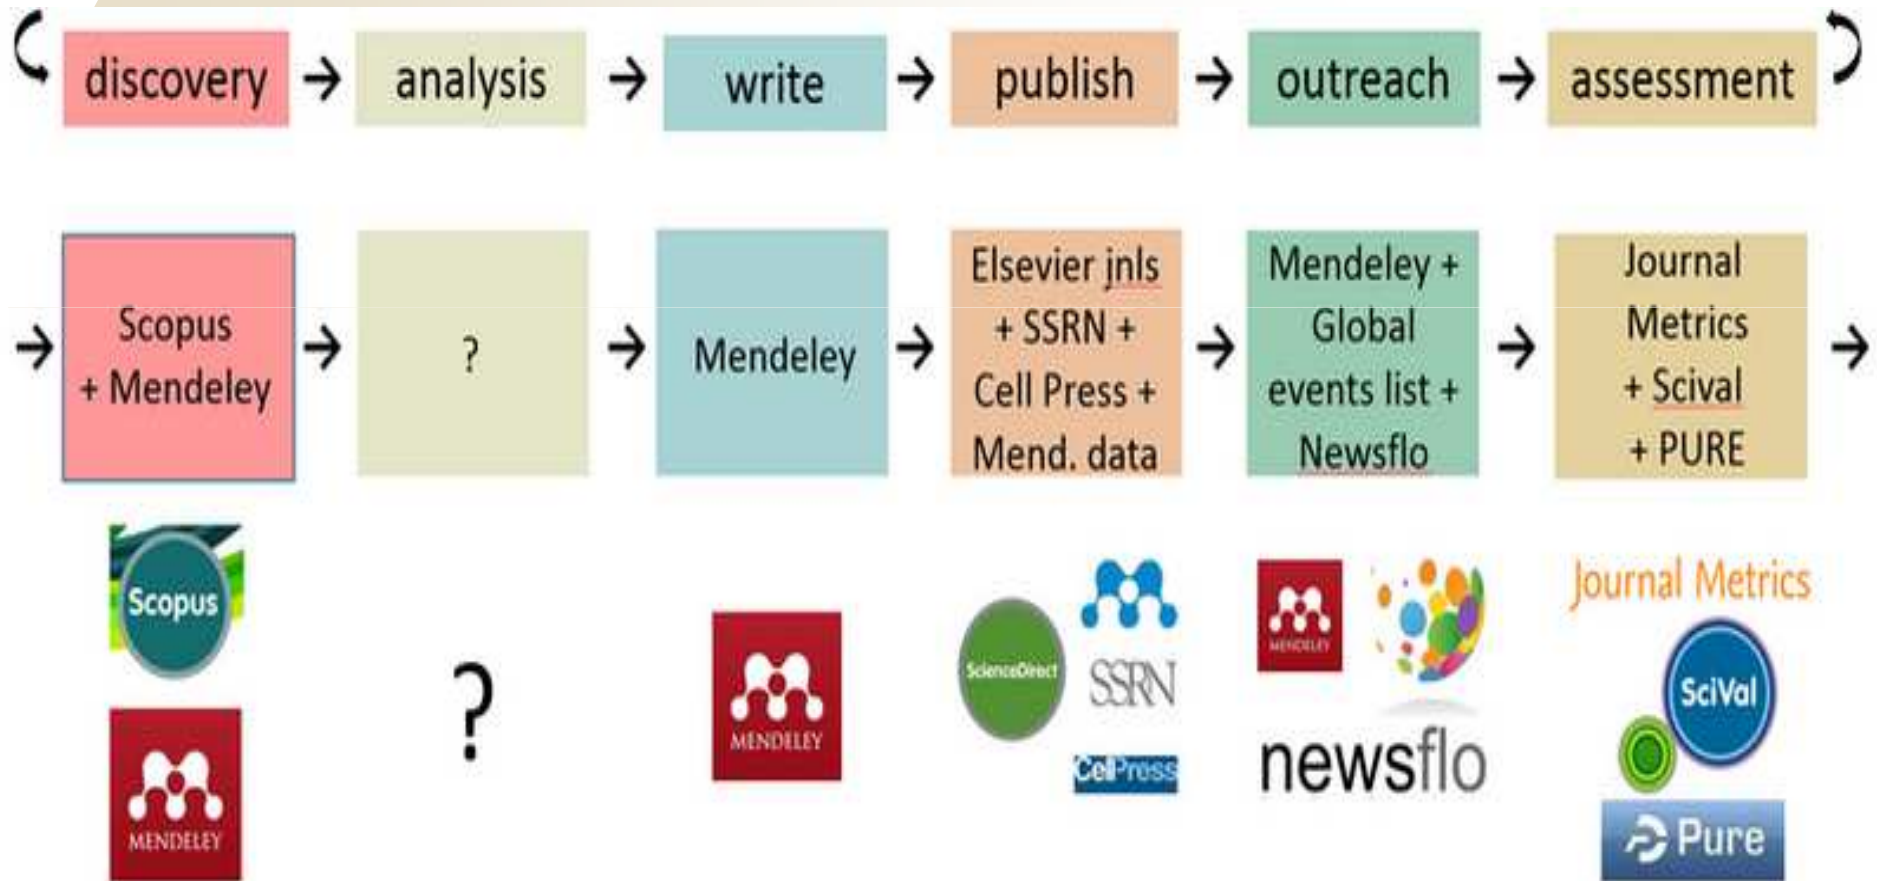 discovery
analysis
write
publish
outreach
assessment
Scopus
+ Mendeley
?
Mendeley
Elsevier jnls
+ SSRN +
Cell Press +
Mend. data
Mendeley +
Global
events list +
Newsflo
Journal
Metrics
+ Scival
+ PURE
Scopus
MENDELEY
?
MENDELEY
ScienceDirect
SSRN
CellPress
MENDELEY
newsflo
Journal Metrics
SciVal
Pure